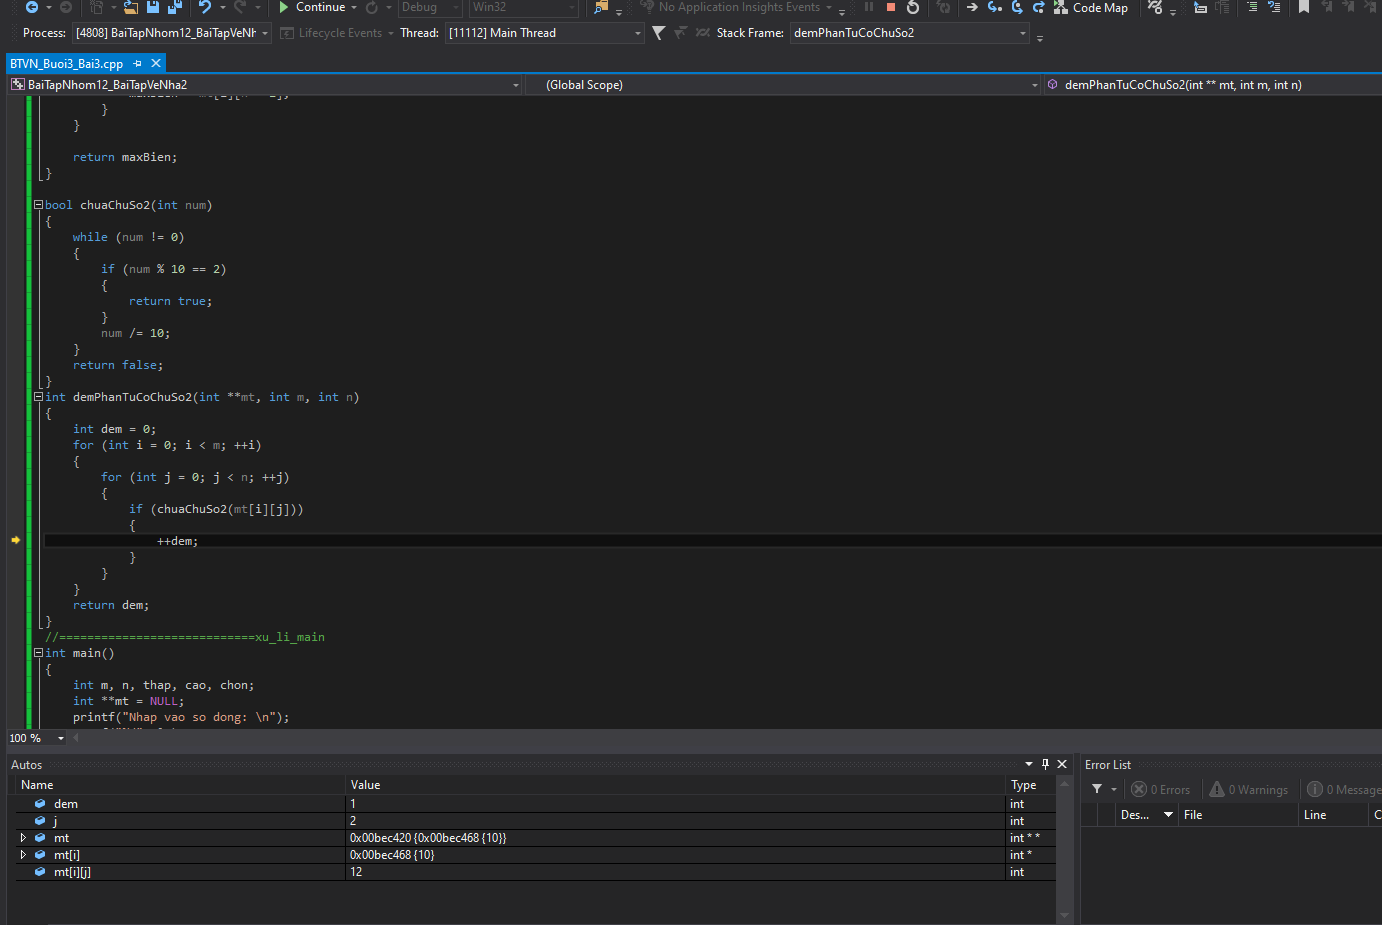 Continue Debug Win32 No Application Insights Events Code Map
Process: [4808] BaiTapNhom12_BaiTapVeNh Lifecycle Events Thread: [11112] Main Thread Stack Frame: demPhanTuCoChuSo2
BTVN_Buoi3_Bai3.cpp
BaiTapNhom12_BaiTapVeNha2 (Global Scope) demPhanTuCoChuSo2(int ** mt, int m, int n)
}
}
return maxBien;
}
bool chuaChuSo2(int num)
{
while (num != 0)
{
if (num % 10 == 2)
{
return true;
}
num /= 10;
}
return false;
}
int demPhanTuCoChuSo2(int **mt, int m, int n)
{
int dem = 0;
for (int i = 0; i < m; ++i)
{
for (int j = 0; j < n; ++j)
{
if (chuaChuSo2(mt[i][j]))
{
++dem;
}
}
}
return dem;
}
//============================xu_li_main
int main()
{
int m, n, thap, cao, chon;
int **mt = NULL;
printf("Nhap vao so dong: \n");
100 %
Autos
Name Value Type
dem 1 int
j 2 int
mt 0x00bec420 {0x00bec468 {10}} int * *
mt[i] 0x00bec468 {10} int *
mt[i][j] 12 int
Error List
0 Errors 0 Warnings 0 Message
Des... File Line C